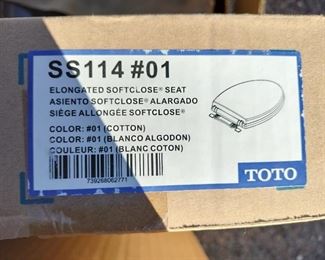 SS114 #01
ELONGATED SOFTCLOSE® SEAT
ASIENTO SOFTCLOSE® ALARGADO
SIÈGE ALLONGÉE SOFTCLOSE®
COLOR: #01 (COTTON)
COLOR: #01 (BLANCO ALGODON)
COULEUR: #01 (BLANC COTON)
739268062771
TOTO